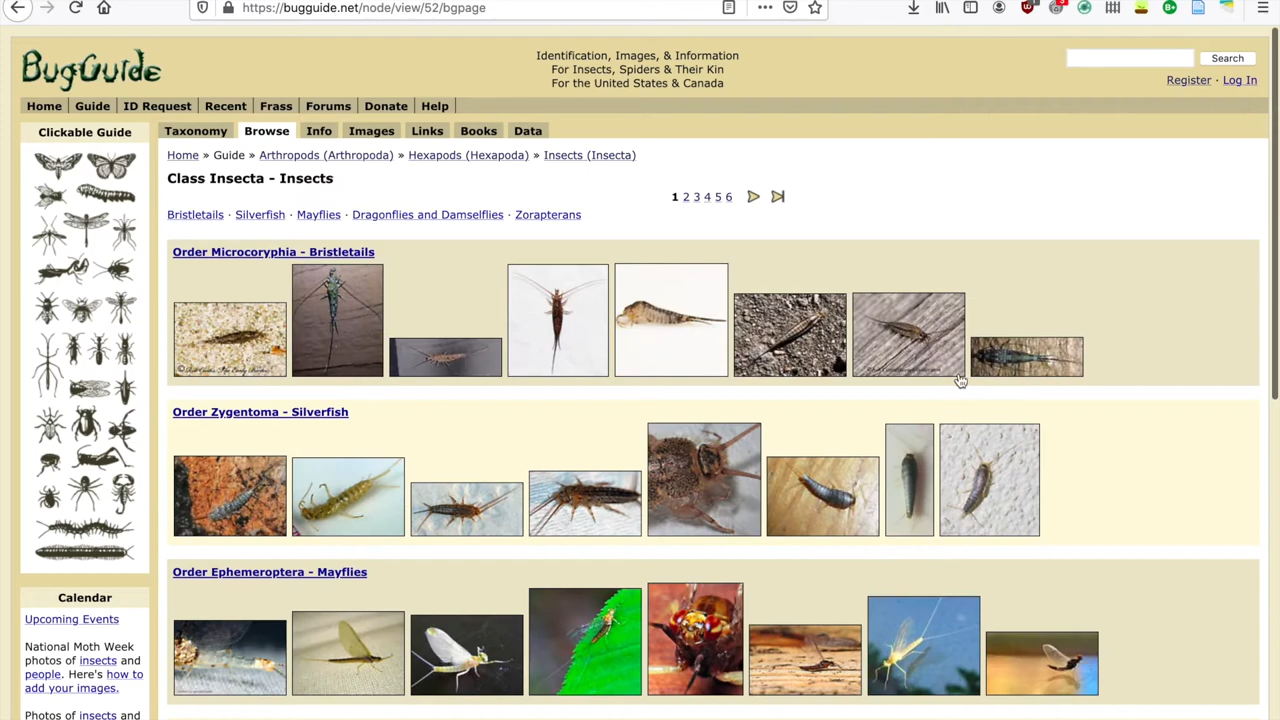 https://bugguide.net/node/view/52/bgpage
BugGuide
Identification, Images, & Information
For Insects, Spiders & Their Kin
For the United States & Canada
Search
Register · Log In
Home Guide ID Request Recent Frass Forums Donate Help
Clickable Guide
Taxonomy Browse Info Images Links Books Data
Home » Guide » Arthropods (Arthropoda) » Hexapods (Hexapoda) » Insects (Insecta)
Class Insecta - Insects
1 2 3 4 5 6
Bristletails · Silverfish · Mayflies · Dragonflies and Damselflies · Zorapterans
Order Microcoryphia - Bristletails
Order Zygentoma - Silverfish
Order Ephemeroptera - Mayflies
Calendar
Upcoming Events
National Moth Week
photos of insects and
people. Here's how to
add your images.
Photos of insects and